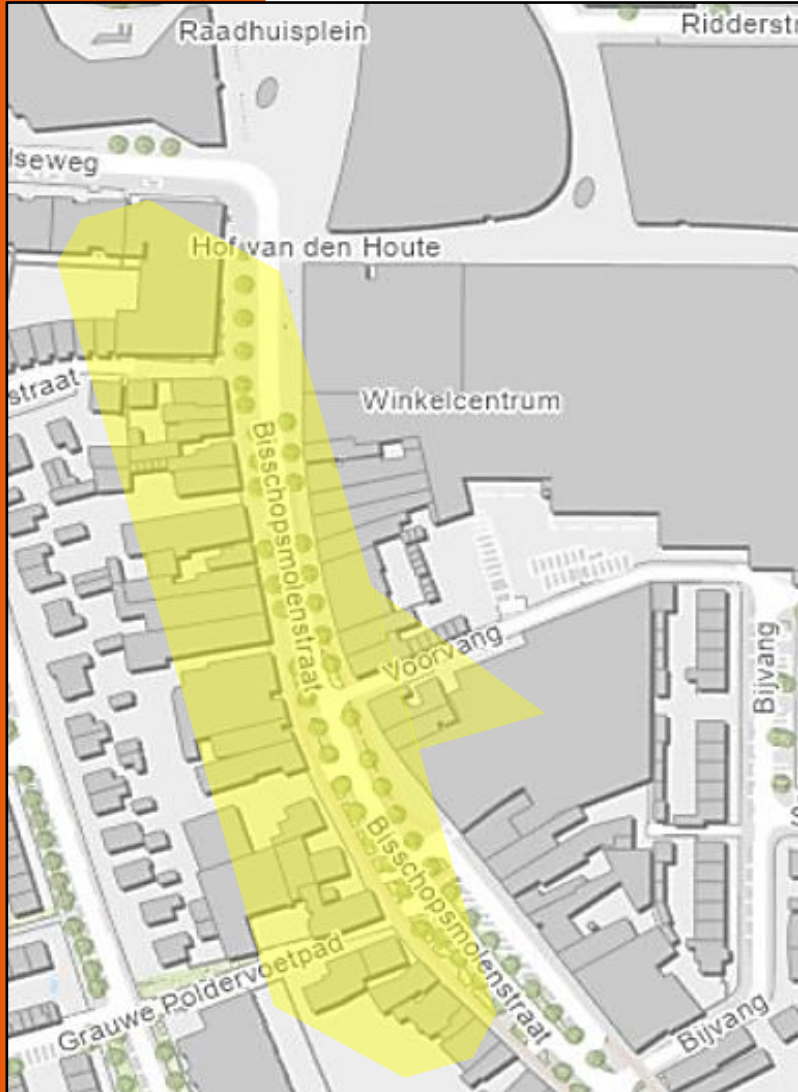 Raadhuisplein
Ridderstr
lseweg
Hof van den Houte
straat
Winkelcentrum
Bisschopsmolenstraat
Voorvang
Bijvang
Bisschopsmolenstraat
Grauwe Poldervoetpad
Bijvang
S